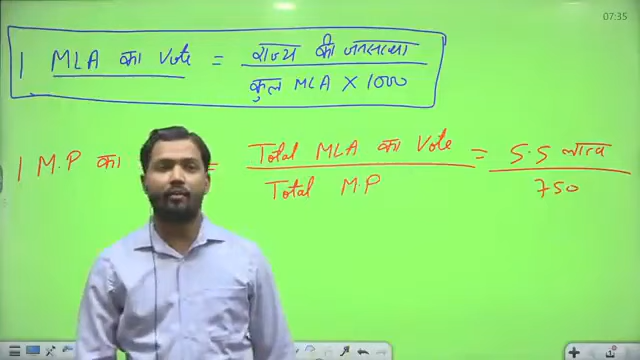 07:35
1 MLA का Vote = राज्य की जनसंख्या / कुल MLA X 1000
1 M.P का = Total MLA का Vote / Total M.P = 5.5 लाख / 750